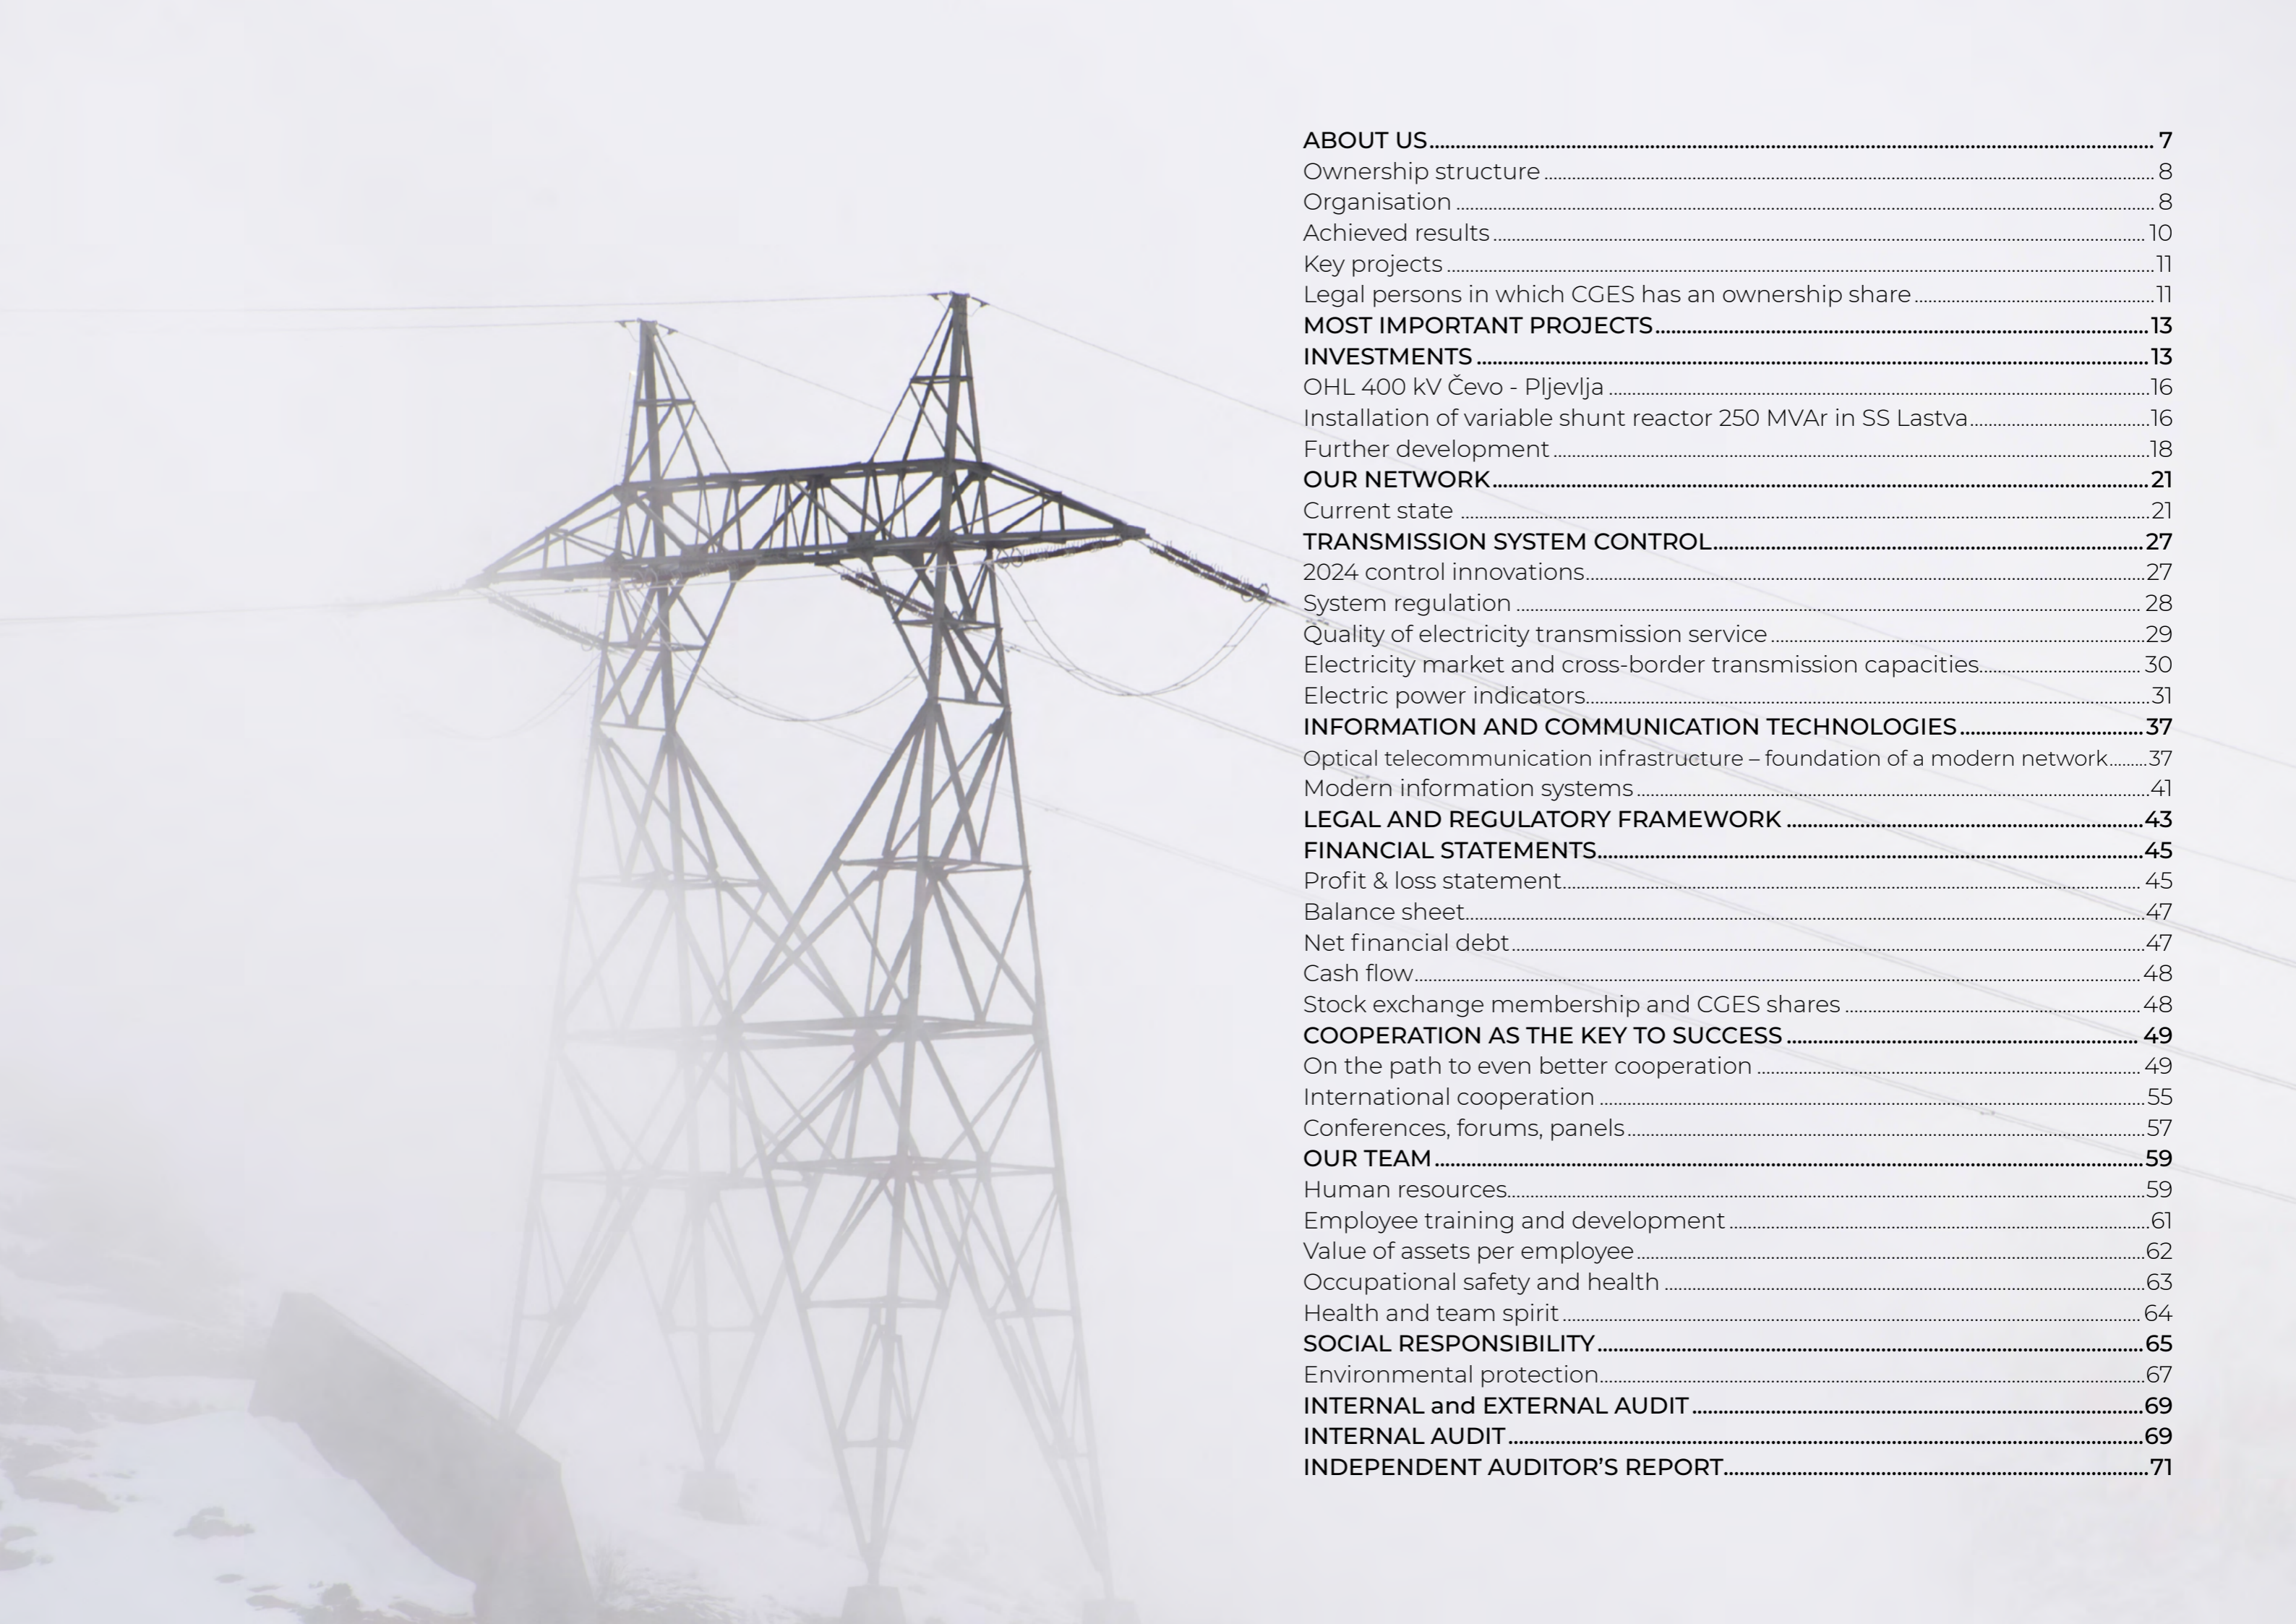 ABOUT US 7
Ownership structure 8
Organisation 8
Achieved results 10
Key projects 11
Legal persons in which CGES has an ownership share 11
MOST IMPORTANT PROJECTS 13
INVESTMENTS 13
OHL 400 kV Čevo - Pljevlja 16
Installation of variable shunt reactor 250 MVAr in SS Lastva 16
Further development 18
OUR NETWORK 21
Current state 21
TRANSMISSION SYSTEM CONTROL 27
2024 control innovations 27
System regulation 28
Quality of electricity transmission service 29
Electricity market and cross-border transmission capacities 30
Electric power indicators 31
INFORMATION AND COMMUNICATION TECHNOLOGIES 37
Optical telecommunication infrastructure – foundation of a modern network 37
Modern information systems 41
LEGAL AND REGULATORY FRAMEWORK 43
FINANCIAL STATEMENTS 45
Profit & loss statement 45
Balance sheet 47
Net financial debt 47
Cash flow 48
Stock exchange membership and CGES shares 48
COOPERATION AS THE KEY TO SUCCESS 49
On the path to even better cooperation 49
International cooperation 55
Conferences, forums, panels 57
OUR TEAM 59
Human resources 59
Employee training and development 61
Value of assets per employee 62
Occupational safety and health 63
Health and team spirit 64
SOCIAL RESPONSIBILITY 65
Environmental protection 67
INTERNAL and EXTERNAL AUDIT 69
INTERNAL AUDIT 69
INDEPENDENT AUDITOR’S REPORT 71